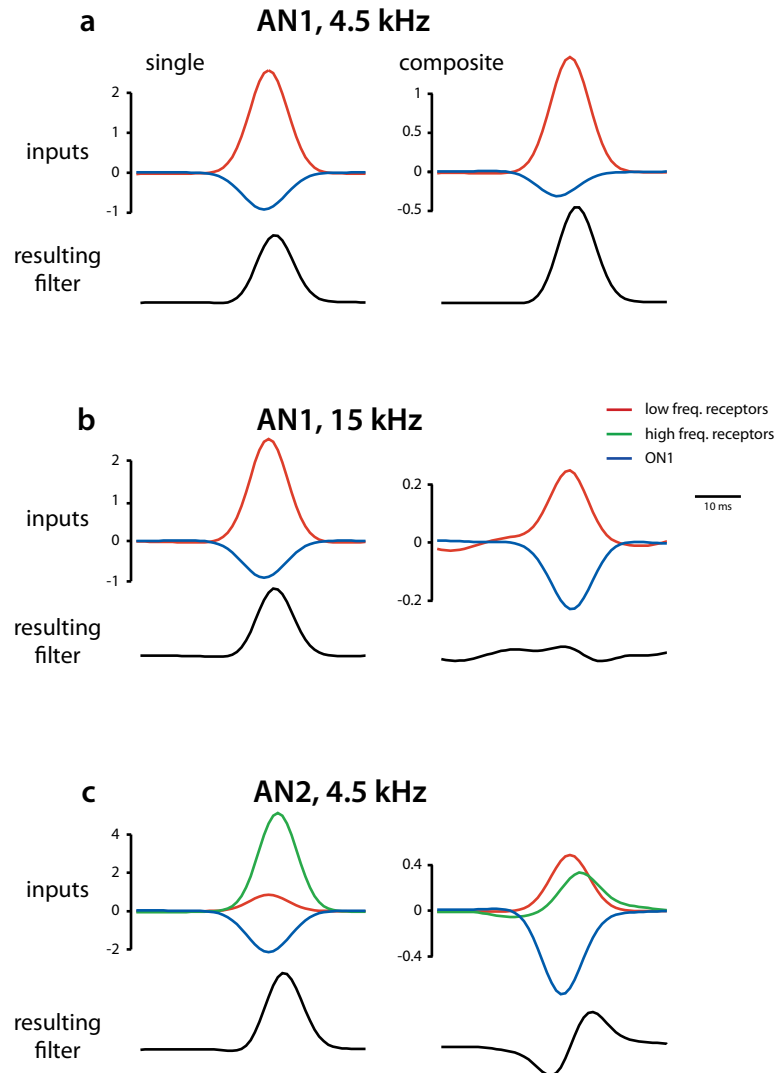 a AN1, 4.5 kHz
single
composite
2
1
0
-1
inputs
1
0.5
0
-0.5
resulting
filter
b AN1, 15 kHz
low freq. receptors
high freq. receptors
ON1
10 ms
2
1
0
-1
inputs
0.2
0
-0.2
resulting
filter
c AN2, 4.5 kHz
4
2
0
-2
inputs
0.4
0
-0.4
resulting
filter